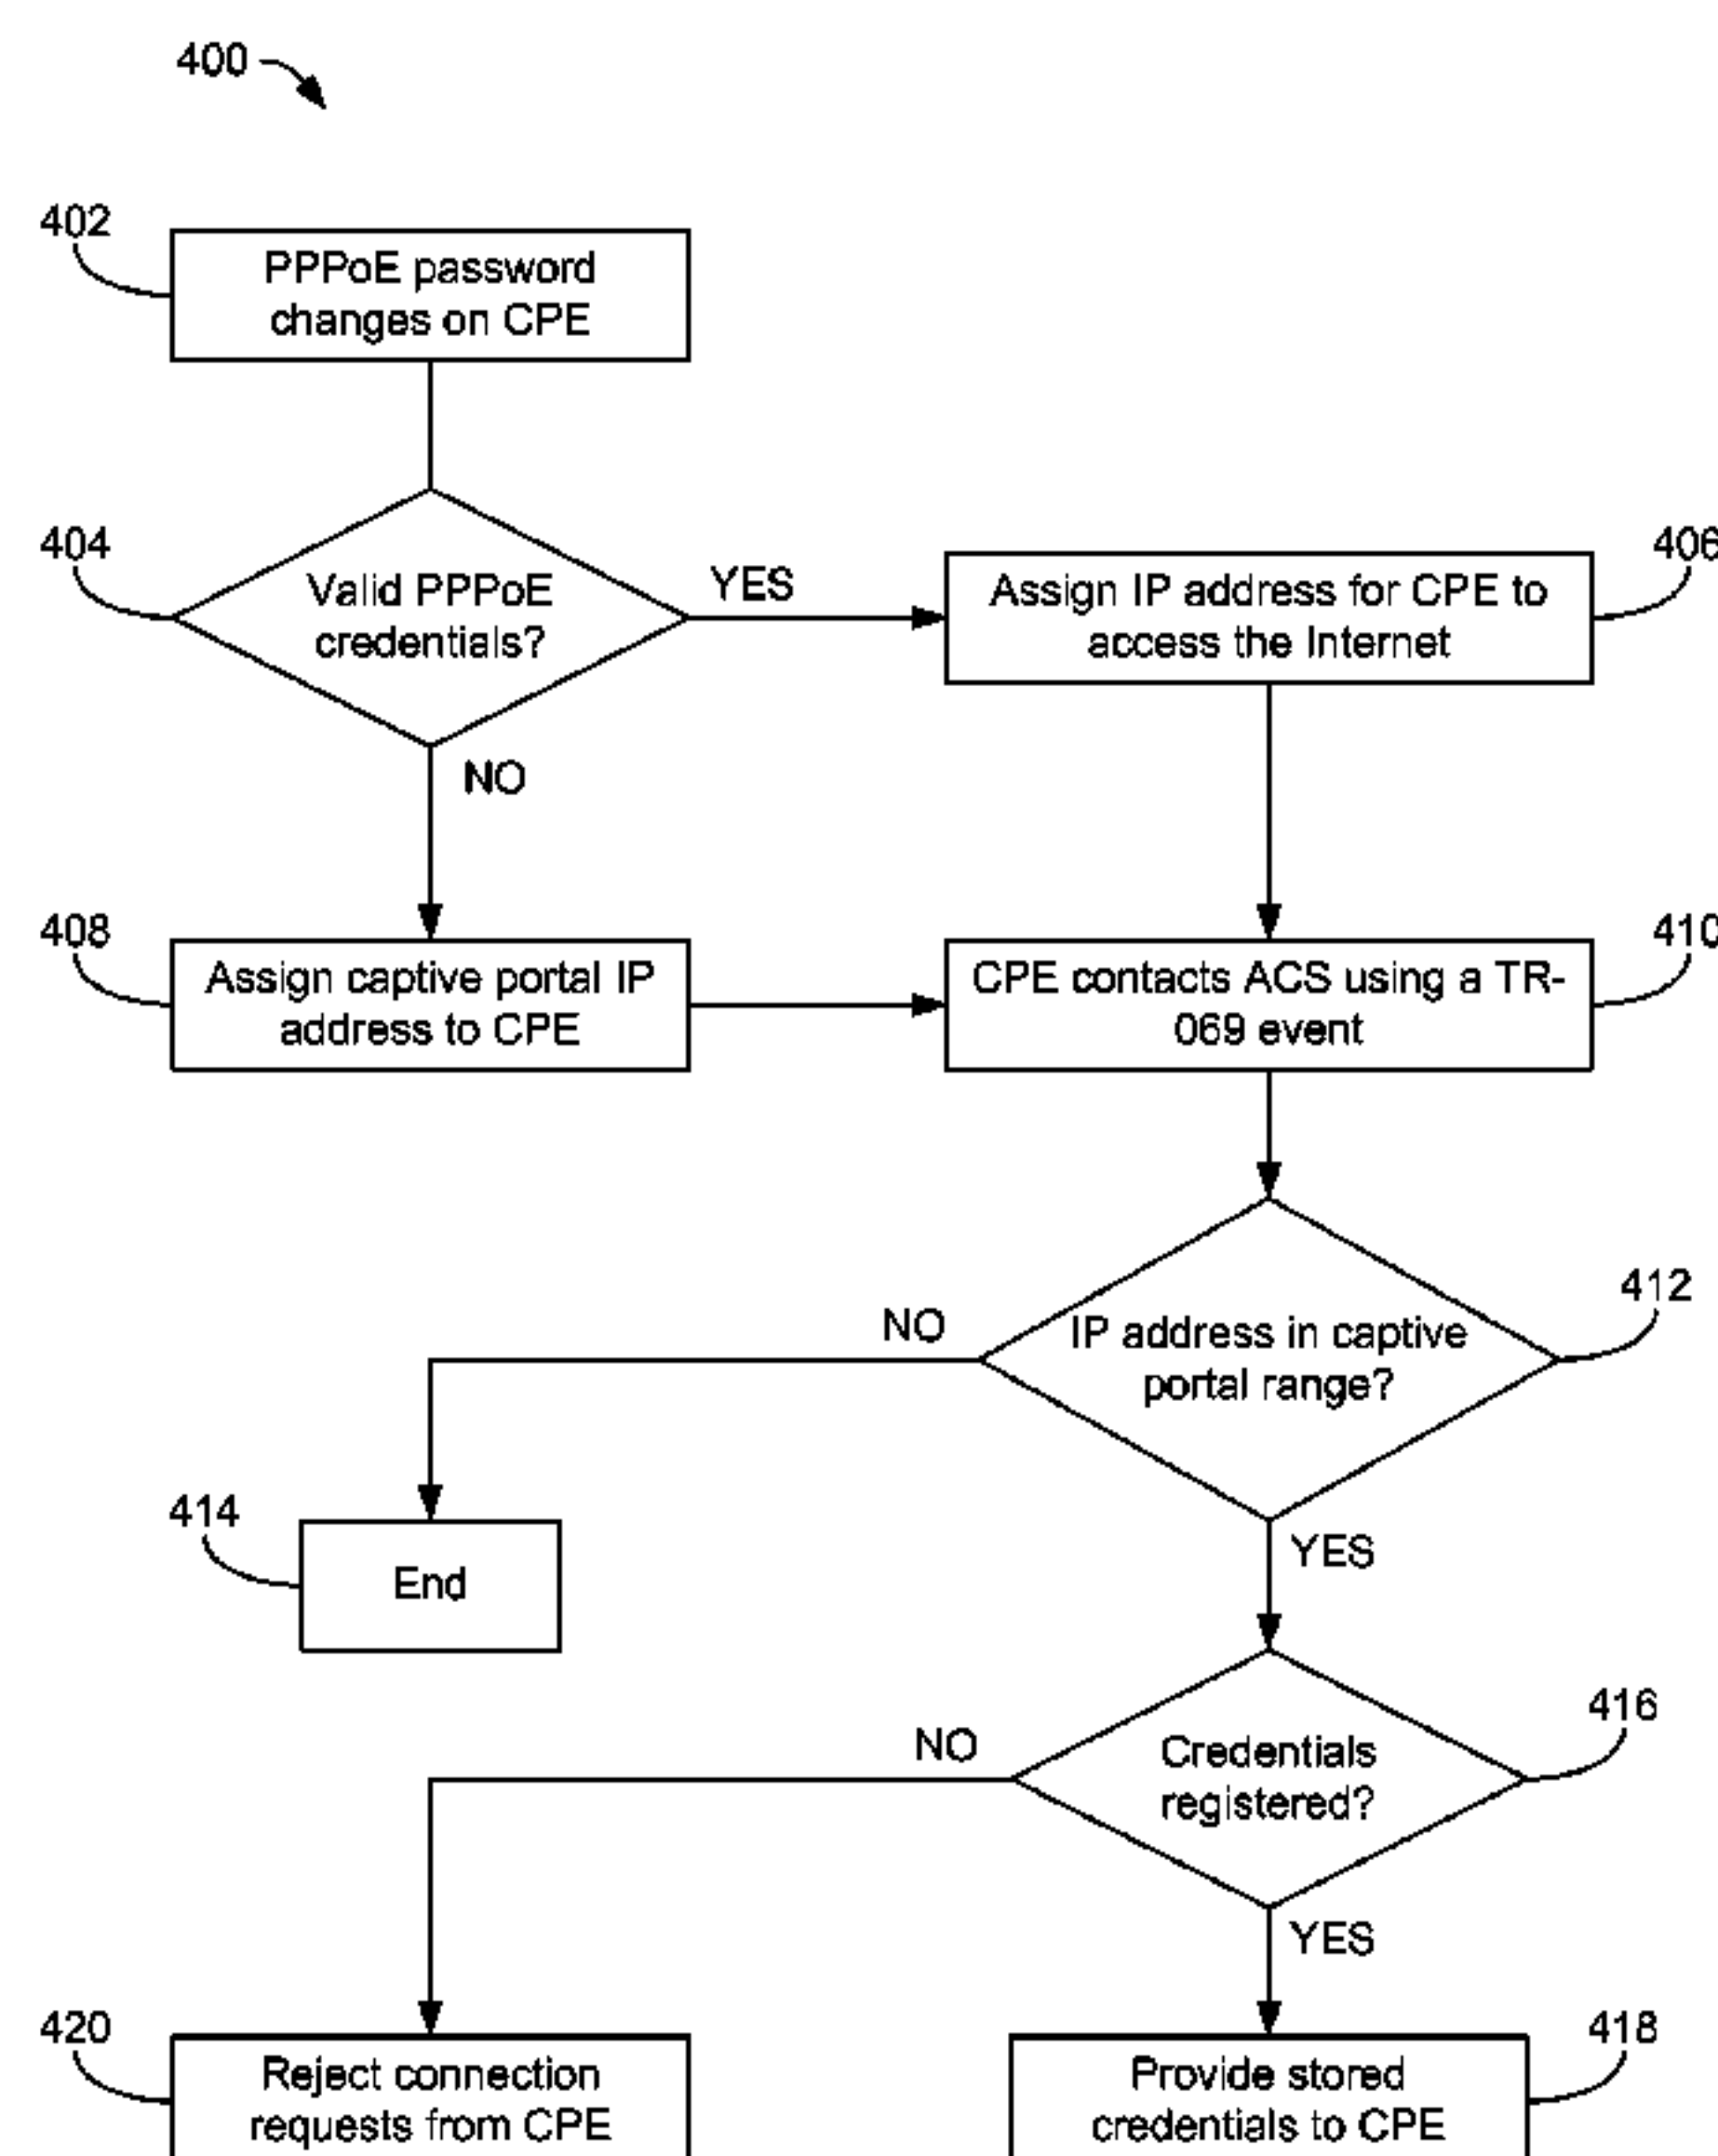 400
402
PPPoE password
changes on CPE
404
Valid PPPoE
credentials?
YES
406
Assign IP address for CPE to
access the Internet
NO
408
Assign captive portal IP
address to CPE
410
CPE contacts ACS using a TR-
069 event
412
IP address in captive
portal range?
NO
414
End
YES
416
Credentials
registered?
NO
YES
420
Reject connection
requests from CPE
418
Provide stored
credentials to CPE